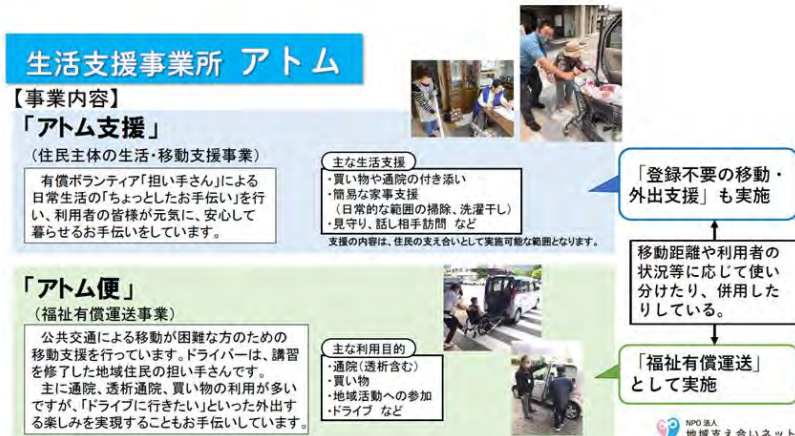 生活支援事業所 アトム
【事業内容】
「アトム支援」
(住民主体の生活・移動支援事業)
有償ボランティア「担い手さん」による
日常生活の「ちょっとしたお手伝い」を行
い、利用者の皆様が元気に、安心して
暮らせるお手伝いをしています。
主な生活支援
・買い物や通院の付き添い
・簡易な家事支援
(日常的な範囲の掃除、洗濯干し)
・見守り、話し相手訪問 など
支援の内容は、住民の支え合いとして実施可能な範囲となります。
「登録不要の移動・
外出支援」も実施
移動距離や利用者の
状況等に応じて使い
分けたり、併用した
りしている。
「アトム便」
(福祉有償運送事業)
公共交通による移動が困難な方のための
移動支援を行っています。ドライバーは、講習
を修了した地域住民の担い手さんです。
主に通院、透析通院、買い物の利用が多い
ですが、「ドライブに行きたい」といった外出す
る楽しみを実現することもお手伝いしています。
主な利用目的
・通院(透析含む)
・買い物
・地域活動への参加
・ドライブ など
「福祉有償運送」
として実施
NPO法人
地域支え合いネット